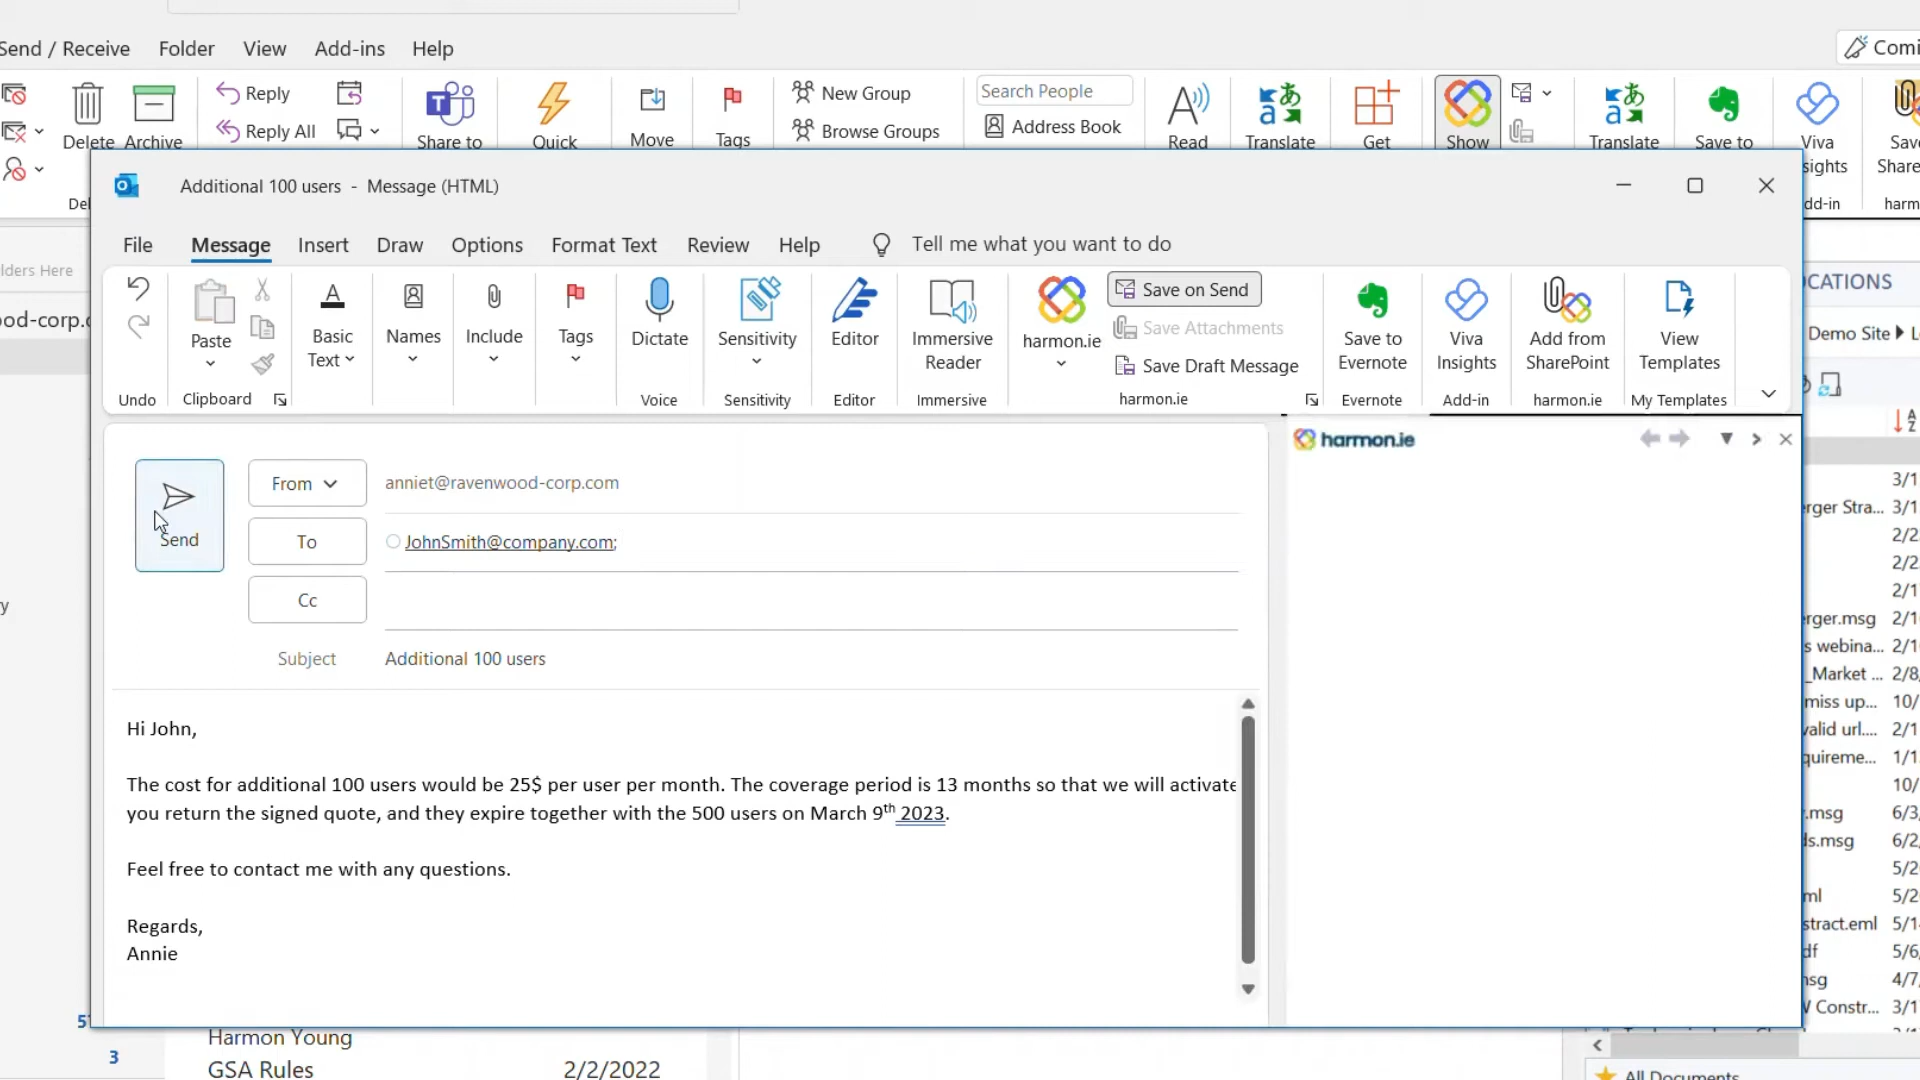 Send / Receive Folder View Add-ins Help
Reply
New Group
Search People
Reply All
Browse Groups
Address Book
Delete Archive Share to Quick Move Tags Read Translate Get Show Translate Save to Viva
Additional 100 users - Message (HTML)
File Message Insert Draw Options Format Text Review Help Tell me what you want to do
Paste
Basic Text
Names
Include
Tags
Dictate
Sensitivity
Editor
Immersive Reader
harmon.ie
Save on Send
Save Attachments
Save Draft Message
Save to Evernote
Viva Insights
Add from SharePoint
View Templates
Undo Clipboard Voice Sensitivity Editor Immersive harmon.ie Evernote Add-in harmon.ie My Templates
harmon.ie
Send
From anniet@ravenwood-corp.com
To JohnSmith@company.com;
Cc
Subject Additional 100 users
Hi John,
The cost for additional 100 users would be 25$ per user per month. The coverage period is 13 months so that we will activate
you return the signed quote, and they expire together with the 500 users on March 9th 2023.
Feel free to contact me with any questions.
Regards,
Annie
Demo Site
3
Harmon Young
GSA Rules 2/2/2022
All Documents